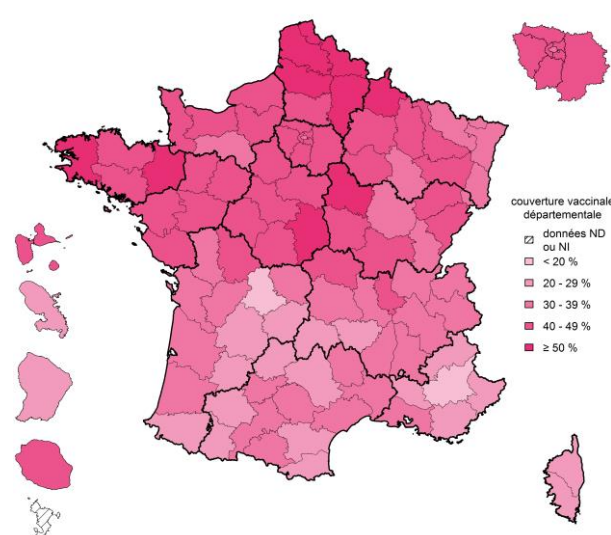 couverture vaccinale
départementale
données ND
ou NI
< 20 %
20 - 29 %
30 - 39 %
40 - 49 %
≥ 50 %